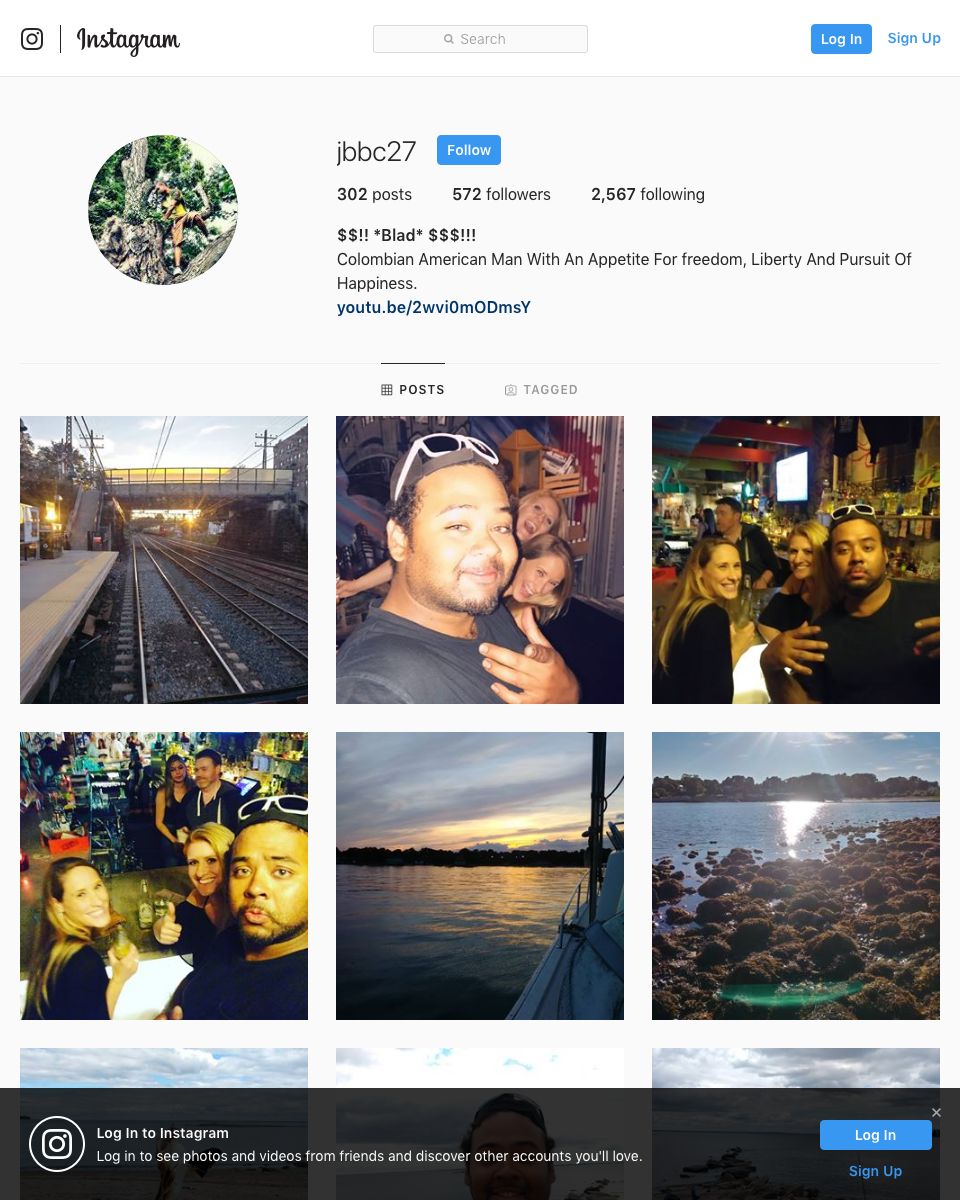 Instagram
Search
Log In
Sign Up
jbbc27
Follow
302 posts
572 followers
2,567 following
$$!! *Blad* $$$!!!
Colombian American Man With An Appetite For freedom, Liberty And Pursuit Of
Happiness.
youtu.be/2wvi0mODmsY
POSTS
TAGGED
Log In to Instagram
Log in to see photos and videos from friends and discover other accounts you'll love.
Log In
Sign Up